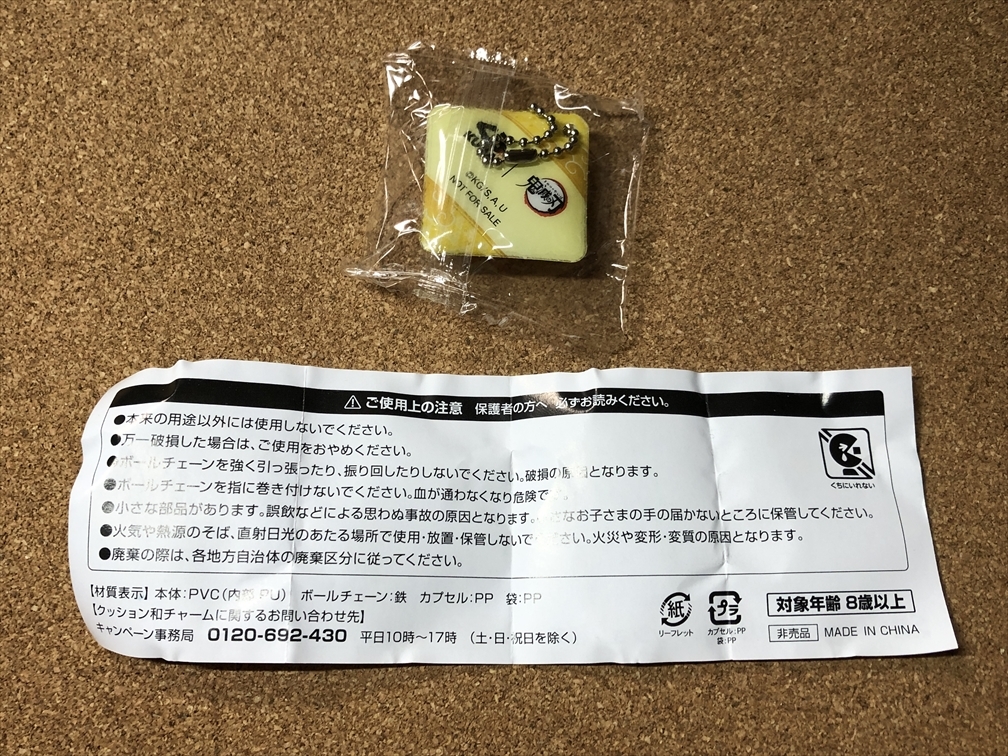 ©KG/S,A,U
NOT FOR SALE
鬼滅の刃
ご使用上の注意 保護者の方へ 必ずお読みください。
●本来の用途以外には使用しないでください。
●万一破損した場合は、ご使用をおやめください。
●ボールチェーンを強く引っ張ったり、振り回したりしないでください。破損の原因となります。
●ボールチェーンを指に巻き付けないでください。血が通わなくなり危険です。
●小さな部品があります。誤飲などによる思わぬ事故の原因となります。小さなお子さまの手の届かないところに保管してください。
●火気や熱源のそば、直射日光のあたる場所で使用・放置・保管しないでください。火災や変形・変質の原因となります。
●廃棄の際は、各地方自治体の廃棄区分に従ってください。
くちにいれない
【材質表示】本体:PVC(内部:PU) ボールチェーン:鉄 カプセル:PP 袋:PP
【クッション和チャームに関するお問い合わせ先】
キャンペーン事務局 0120-692-430 平日10時〜17時 (土・日・祝日を除く)
紙
リーフレット
プラ
カプセル:PP
袋:PP
対象年齢 8歳以上
非売品 MADE IN CHINA